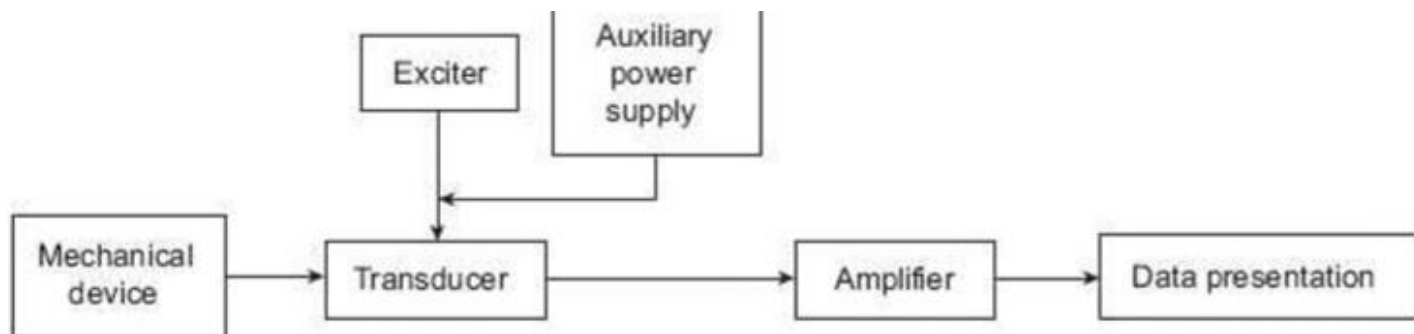 Auxiliary
power
supply
Exciter
Mechanical
device
Transducer
Amplifier
Data presentation